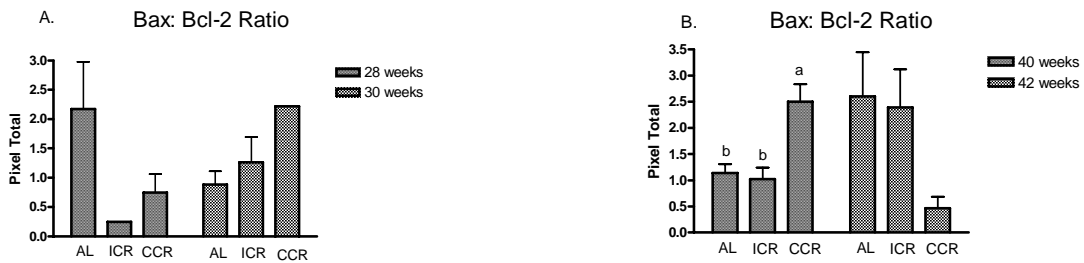 A.
Bax: Bcl-2 Ratio
3.0
2.5
2.0
1.5
1.0
0.5
0.0
Pixel Total
AL ICR CCR AL ICR CCR
28 weeks
30 weeks
B.
Bax: Bcl-2 Ratio
3.5
3.0
2.5
2.0
1.5
1.0
0.5
0.0
Pixel Total
b b a
AL ICR CCR AL ICR CCR
40 weeks
42 weeks